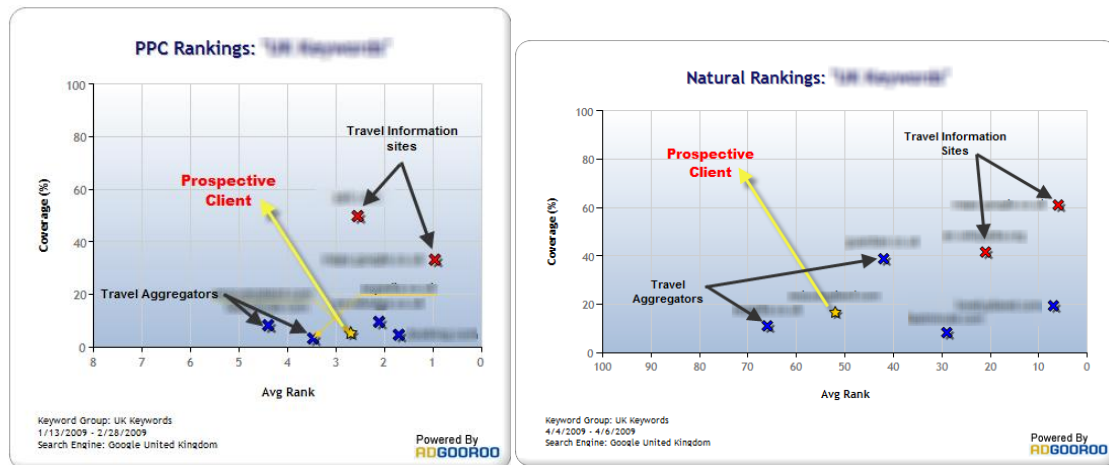 PPC Rankings:
100
80
60
40
20
0
Coverage (%)
Travel Information
sites
Prospective
Client
Travel Aggregators
8
7
6
5
4
3
2
1
0
Avg Rank
Keyword Group: UK Keywords
1/13/2009 - 2/28/2009
Search Engine: Google United Kingdom
Powered By
ADGOOROO
Natural Rankings:
100
80
60
40
20
0
Coverage (%)
Travel Information
Sites
Prospective
Client
Travel
Aggregators
100
90
80
70
60
50
40
30
20
10
0
Avg Rank
Keyword Group: UK Keywords
4/4/2009 - 4/6/2009
Search Engine: Google United Kingdom
Powered By
ADGOOROO